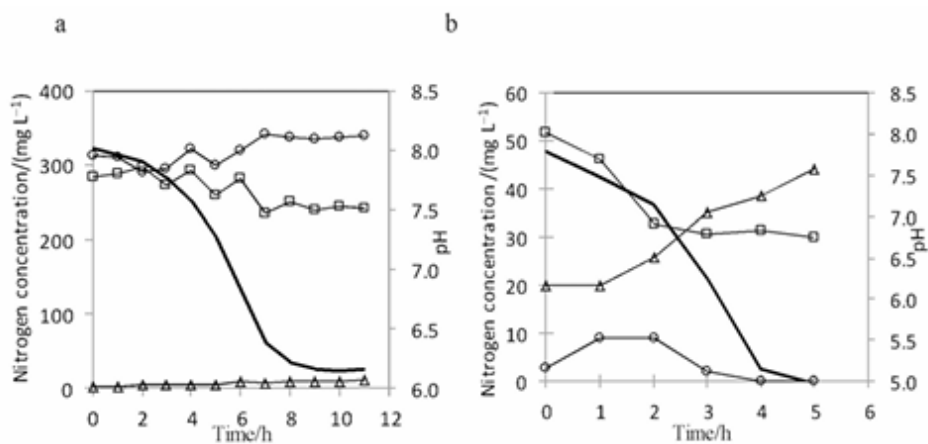 a
b
Nitrogen concentration/(mg L⁻¹)
400
300
200
100
0
8.5
8.0
7.5
7.0
6.5
6.0
pH
0 2 4 6 8 10 12
Time/h
Nitrogen concentration /(mg L⁻¹)
60
50
40
30
20
10
0
8.5
8.0
7.5
7.0
6.5
6.0
5.5
5.0
pH
0 1 2 3 4 5 6
Time/h